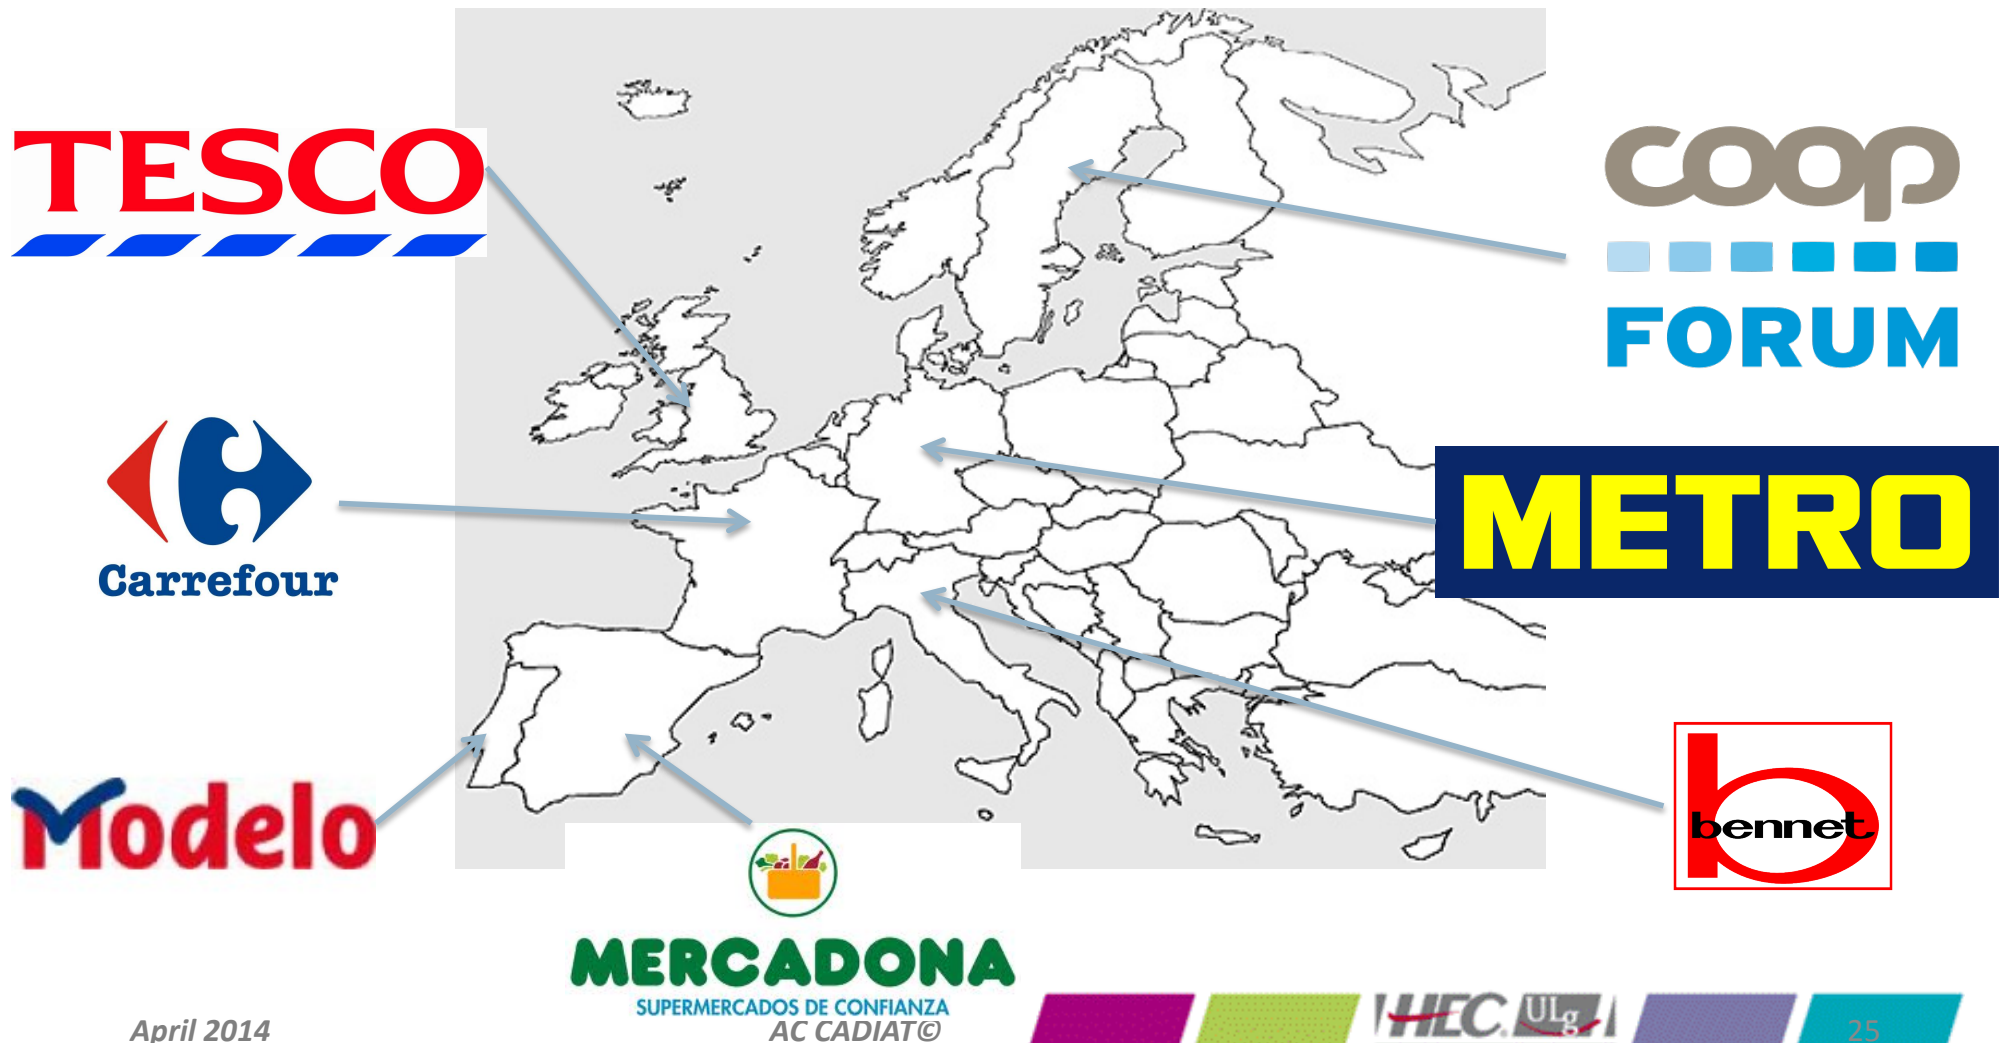 TESCO
coop
FORUM
Carrefour
METRO
Modelo
bennet
MERCADONA
SUPERMERCADOS DE CONFIANZA
April 2014
AC CADIAT©
HEC. ULg
25